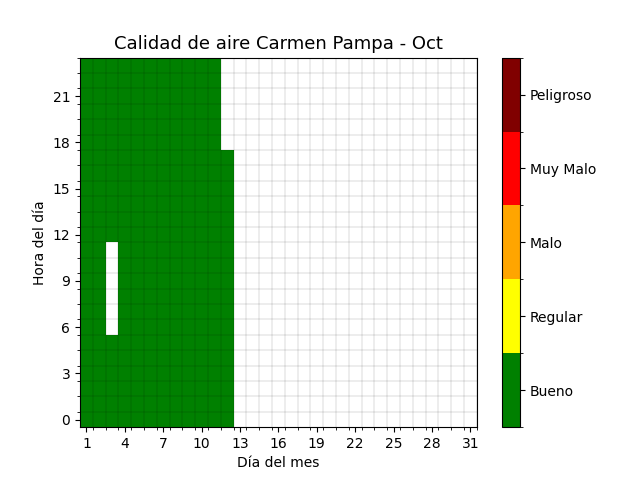 Calidad de aire Carmen Pampa - Oct
21
18
15
12
9
6
3
0
Hora del día
1 4 7 10 13 16 19 22 25 28 31
Día del mes
Peligroso
Muy Malo
Malo
Regular
Bueno